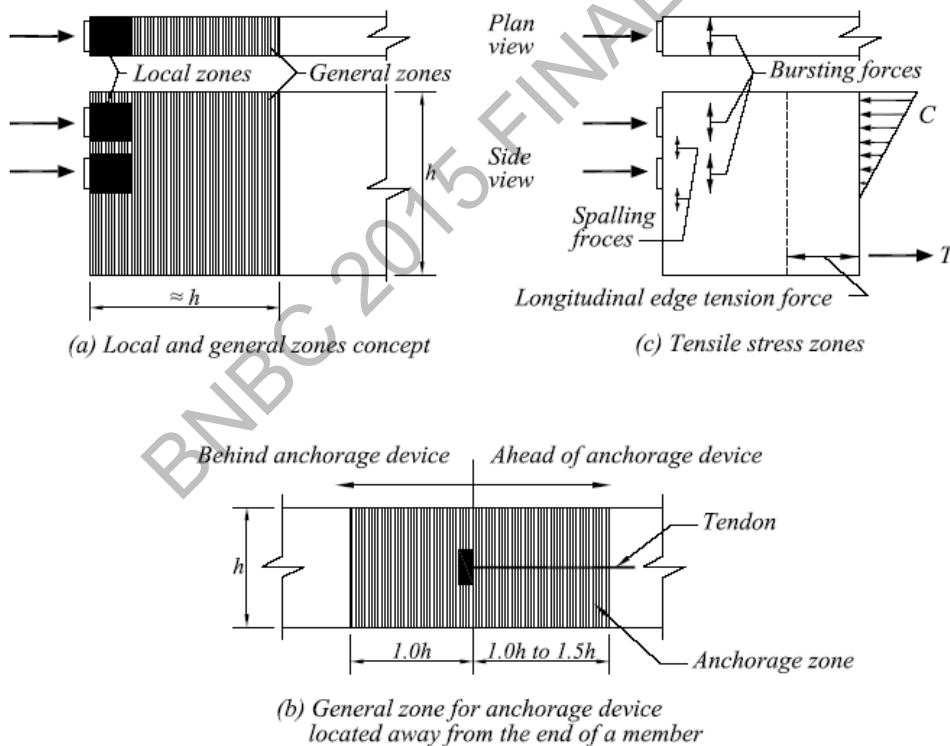 Plan
view
Local zones
General zones
Bursting forces
C
Side
view
h
Spalling
froces
T
≈ h
Longitudinal edge tension force
(a) Local and general zones concept
(c) Tensile stress zones
BNBC 2015 FINAL
Behind anchorage device
Ahead of anchorage device
Tendon
h
1.0h
1.0h to 1.5h
Anchorage zone
(b) General zone for anchorage device
located away from the end of a member